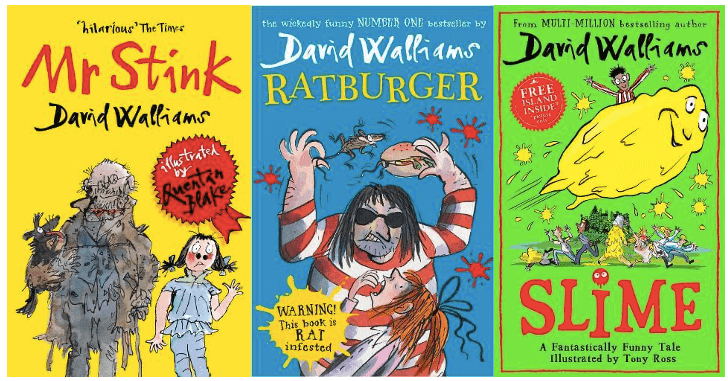 'hilarious' The Times
Mr Stink
David Walliams
illustrated
by
Quentin
Blake
the wickedly funny NUMBER ONE bestseller by
David Walliams
RATBURGER
WARNING!
This book is
RAT
infested
From MULTI-MILLION bestselling author
David Walliams
FREE
ISLAND
INSIDE*
SLIME
A Fantastically Funny Tale
Illustrated by Tony Ross